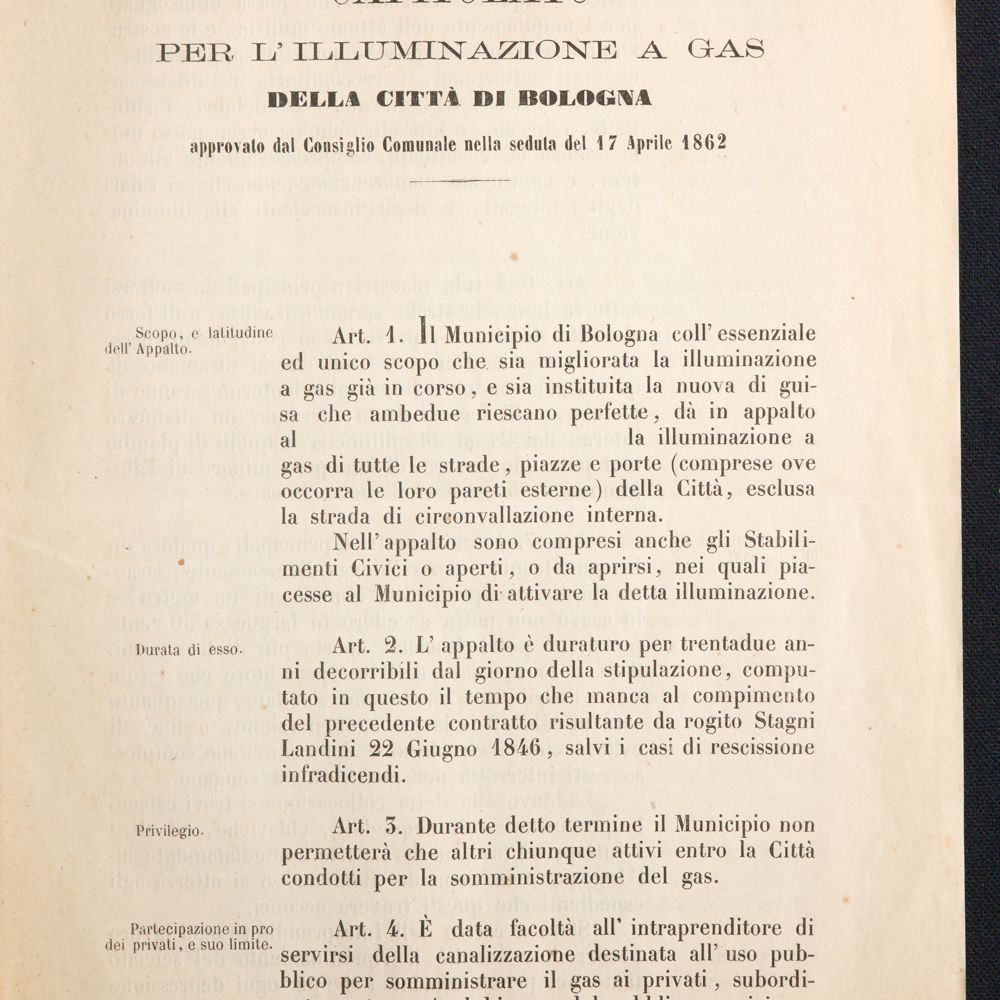 CAPITOLATO
PER L' ILLUMINAZIONE A GAS
DELLA CITTÀ DI BOLOGNA
approvato dal Consiglio Comunale nella seduta del 17 Aprile 1862
Scopo, e latitudine
dell' Appalto.
Art. 1. Il Municipio di Bologna coll' essenziale
ed unico scopo che sia migliorata la illuminazione
a gas già in corso, e sia instituita la nuova di gui-
sa che ambedue riescano perfette, dà in appalto
al la illuminazione a
gas di tutte le strade, piazze e porte (comprese ove
occorra le loro pareti esterne) della Città, esclusa
la strada di circonvallazione interna.
Nell' appalto sono compresi anche gli Stabili-
menti Civici o aperti, o da aprirsi, nei quali pia-
cesse al Municipio di attivare la detta illuminazione.
Durata di esso.
Art. 2. L' appalto è duraturo per trentadue an-
ni decorribili dal giorno della stipulazione, compu-
tato in questo il tempo che manca al compimento
del precedente contratto risultante da rogito Stagni
Landini 22 Giugno 1846, salvi i casi di rescissione
infradicendi.
Privilegio.
Art. 3. Durante detto termine il Municipio non
permetterà che altri chiunque attivi entro la Città
condotti per la somministrazione del gas.
Partecipazione in pro
dei privati, e suo limite.
Art. 4. È data facoltà all' intraprenditore di
servirsi della canalizzazione destinata all' uso pub-
blico per somministrare il gas ai privati, subordi-